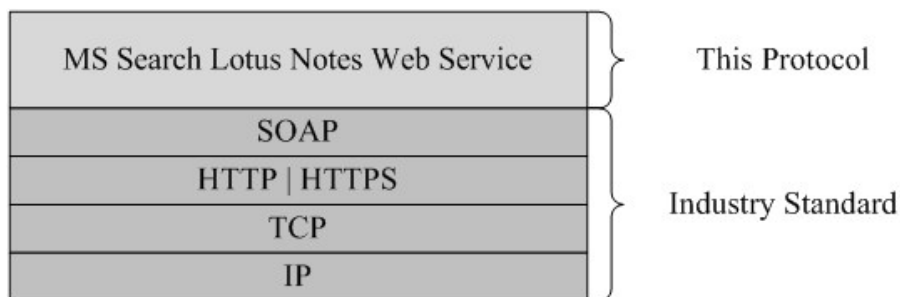 MS Search Lotus Notes Web Service
This Protocol
SOAP
HTTP | HTTPS
TCP
IP
Industry Standard